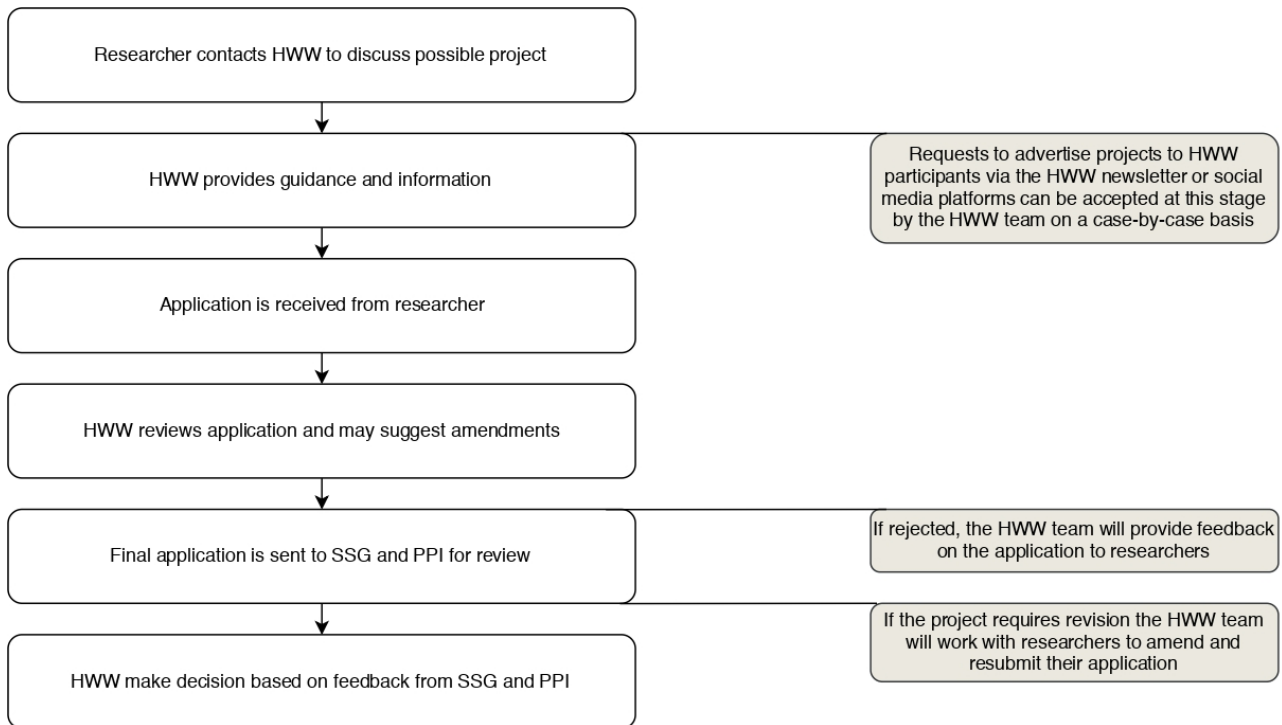 Researcher contacts HWW to discuss possible project
HWW provides guidance and information
Requests to advertise projects to HWW
participants via the HWW newsletter or social
media platforms can be accepted at this stage
by the HWW team on a case-by-case basis
Application is received from researcher
HWW reviews application and may suggest amendments
Final application is sent to SSG and PPI for review
If rejected, the HWW team will provide feedback
on the application to researchers
If the project requires revision the HWW team
will work with researchers to amend and
resubmit their application
HWW make decision based on feedback from SSG and PPI